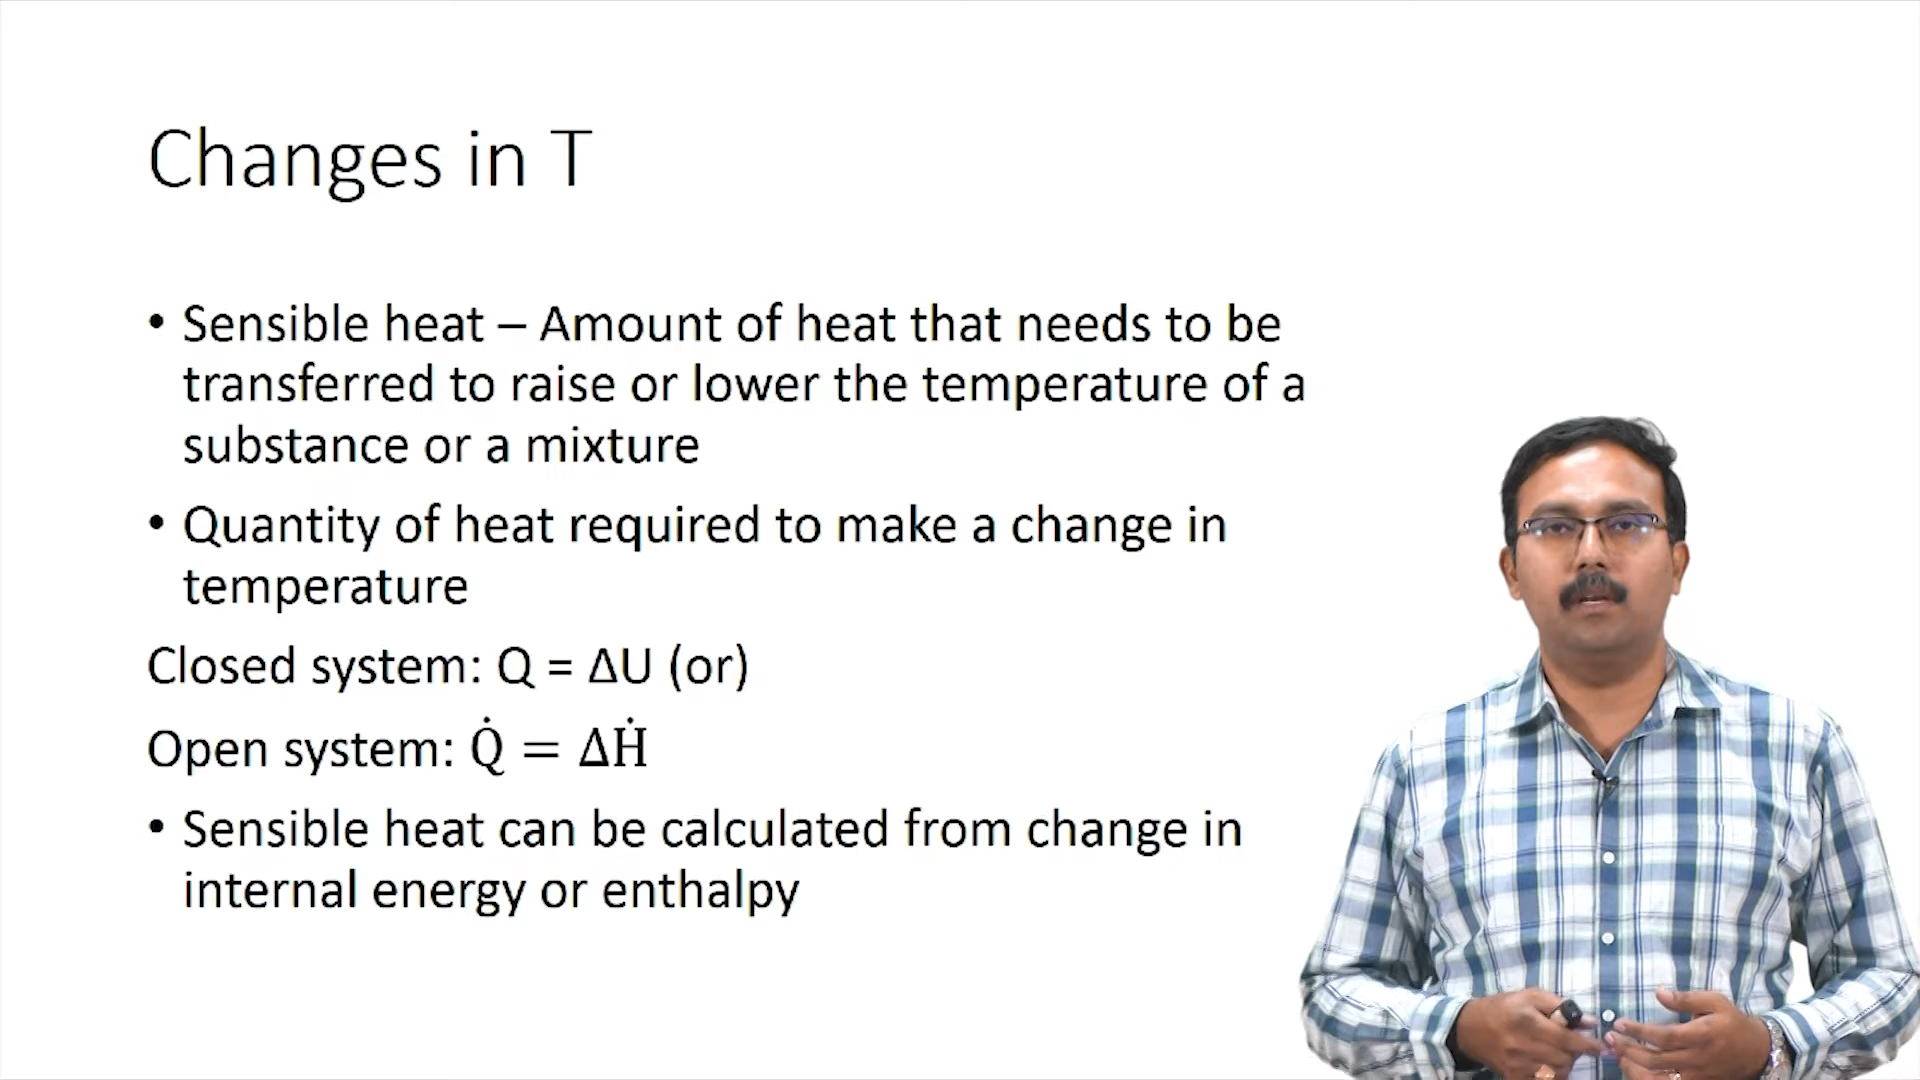 Changes in T
• Sensible heat – Amount of heat that needs to be
transferred to raise or lower the temperature of a
substance or a mixture
• Quantity of heat required to make a change in
temperature
Closed system: Q = ΔU (or)
Open system: Q̇ = ΔḢ
• Sensible heat can be calculated from change in
internal energy or enthalpy